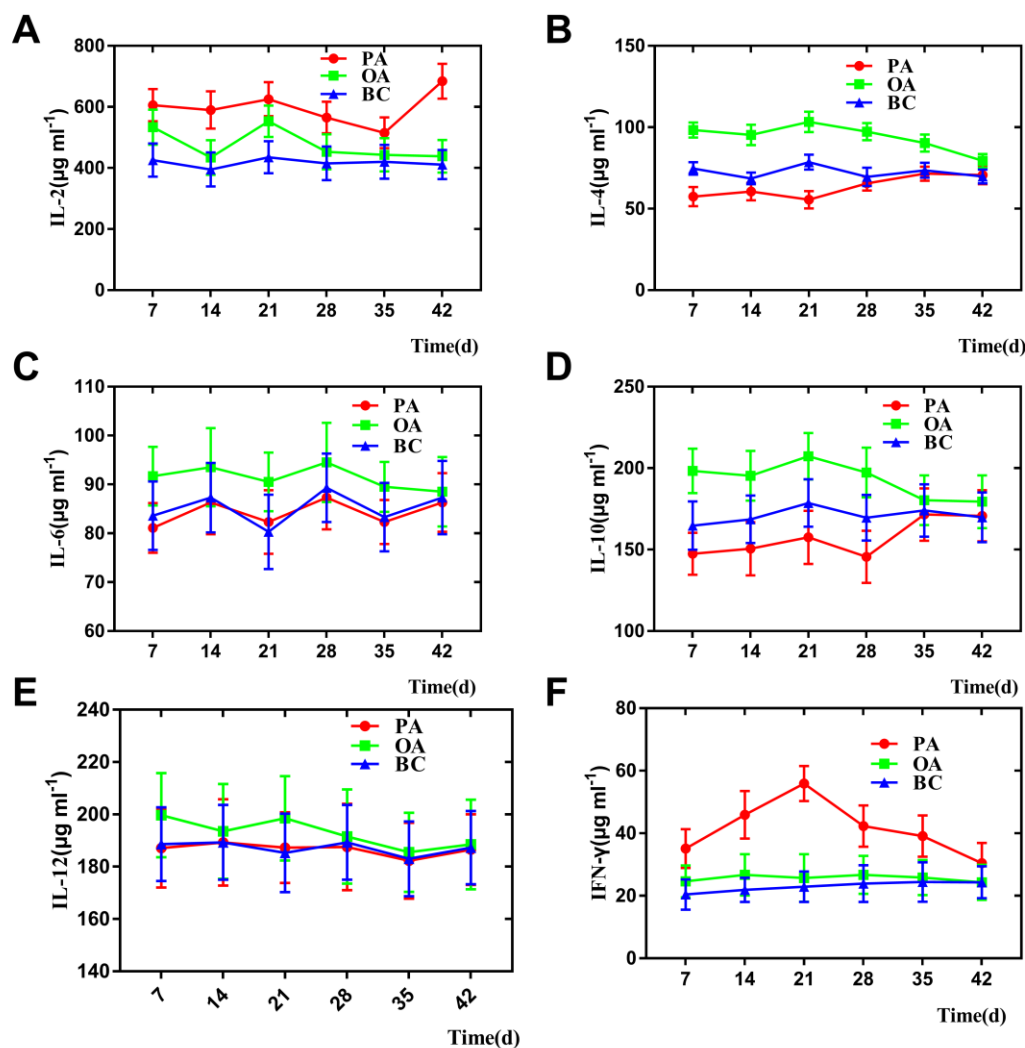 A
IL-2(µg ml⁻¹)
800
600
400
200
0
PA
OA
BC
7 14 21 28 35 42
Time(d)
B
IL-4(µg ml⁻¹)
150
100
50
0
PA
OA
BC
7 14 21 28 35 42
Time(d)
C
IL-6(µg ml⁻¹)
110
100
90
80
70
60
PA
OA
BC
7 14 21 28 35 42
Time(d)
D
IL-10(µg ml⁻¹)
250
200
150
100
PA
OA
BC
7 14 21 28 35 42
Time(d)
E
IL-12(µg ml⁻¹)
240
220
200
180
160
140
PA
OA
BC
7 14 21 28 35 42
Time(d)
F
IFN-γ(µg ml⁻¹)
80
60
40
20
0
PA
OA
BC
7 14 21 28 35 42
Time(d)